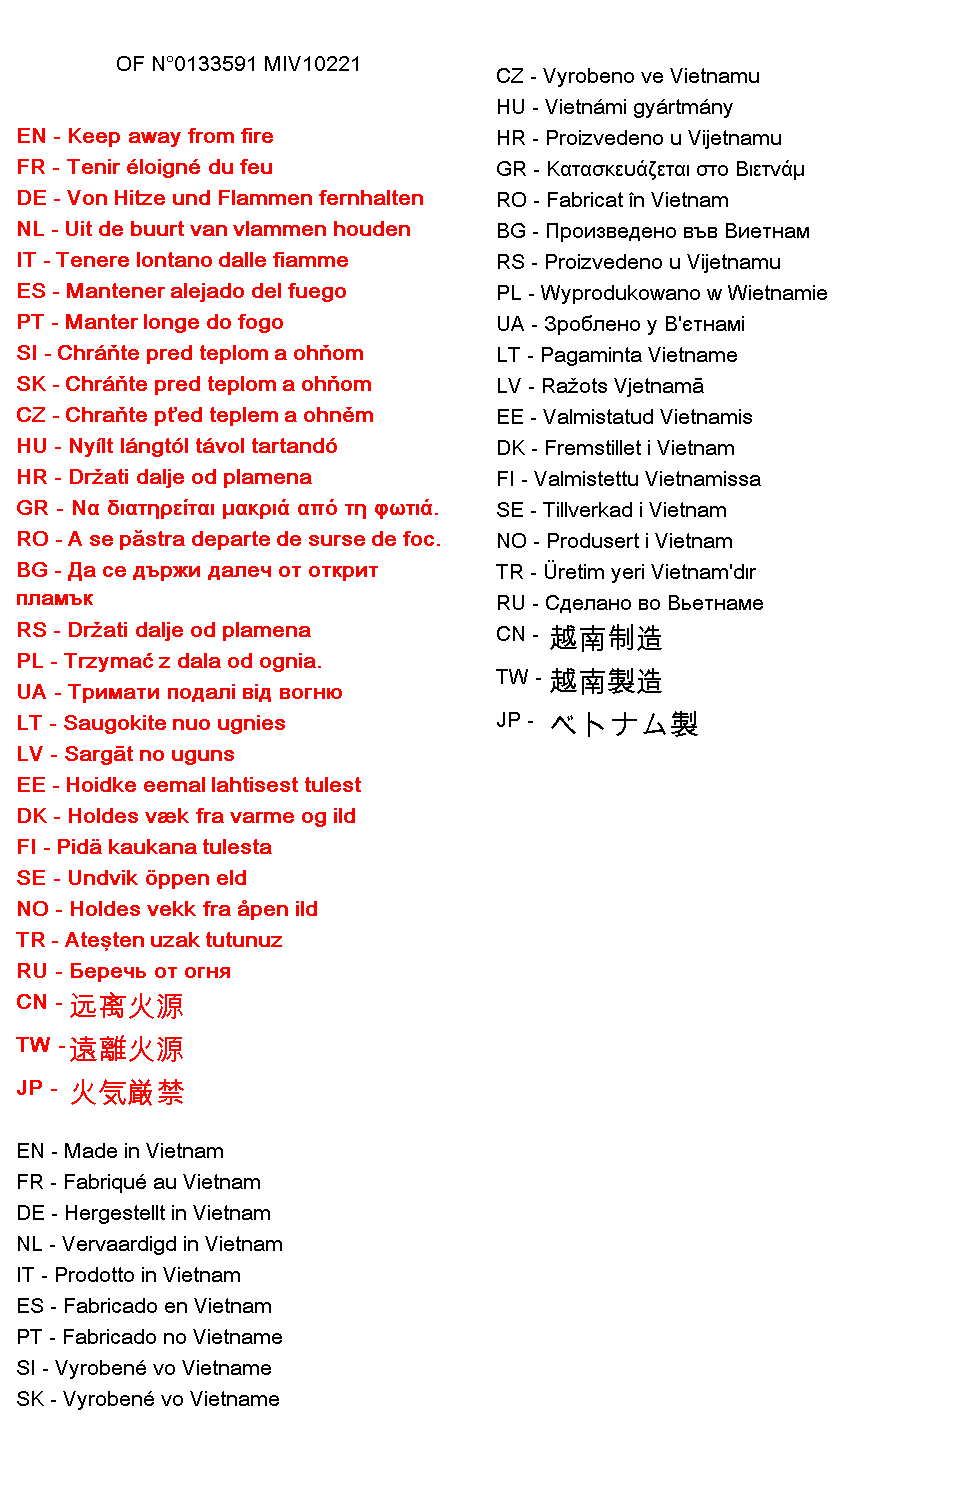 OF N°0133591 MIV10221
EN - Keep away from fire
FR - Tenir éloigné du feu
DE - Von Hitze und Flammen fernhalten
NL - Uit de buurt van vlammen houden
IT - Tenere lontano dalle fiamme
ES - Mantener alejado del fuego
PT - Manter longe do fogo
SI - Chráňte pred teplom a ohňom
SK - Chráňte pred teplom a ohňom
CZ - Chraňte pťed teplem a ohněm
HU - Nyílt lángtól távol tartandó
HR - Držati dalje od plamena
GR - Να διατηρείται μακριά από τη φωτιά.
RO - A se păstra departe de surse de foc.
BG - Да се държи далеч от открит
пламък
RS - Držati dalje od plamena
PL - Trzymać z dala od ognia.
UA - Тримати подалі від вогню
LT - Saugokite nuo ugnies
LV - Sargāt no uguns
EE - Hoidke eemal lahtisest tulest
DK - Holdes væk fra varme og ild
FI - Pidä kaukana tulesta
SE - Undvik öppen eld
NO - Holdes vekk fra åpen ild
TR - Ateşten uzak tutunuz
RU - Беречь от огня
CN - 远离火源
TW - 遠離火源
JP - 火気厳禁
EN - Made in Vietnam
FR - Fabriqué au Vietnam
DE - Hergestellt in Vietnam
NL - Vervaardigd in Vietnam
IT - Prodotto in Vietnam
ES - Fabricado en Vietnam
PT - Fabricado no Vietname
SI - Vyrobené vo Vietname
SK - Vyrobené vo Vietname
CZ - Vyrobeno ve Vietnamu
HU - Vietnámi gyártmány
HR - Proizvedeno u Vijetnamu
GR - Κατασκευάζεται στο Βιετνάμ
RO - Fabricat în Vietnam
BG - Произведено във Виетнам
RS - Proizvedeno u Vijetnamu
PL - Wyprodukowano w Wietnamie
UA - Зроблено у В'єтнамі
LT - Pagaminta Vietname
LV - Ražots Vjetnamā
EE - Valmistatud Vietnamis
DK - Fremstillet i Vietnam
FI - Valmistettu Vietnamissa
SE - Tillverkad i Vietnam
NO - Produsert i Vietnam
TR - Üretim yeri Vietnam'dır
RU - Сделано во Вьетнаме
CN - 越南制造
TW - 越南製造
JP - ベトナム製